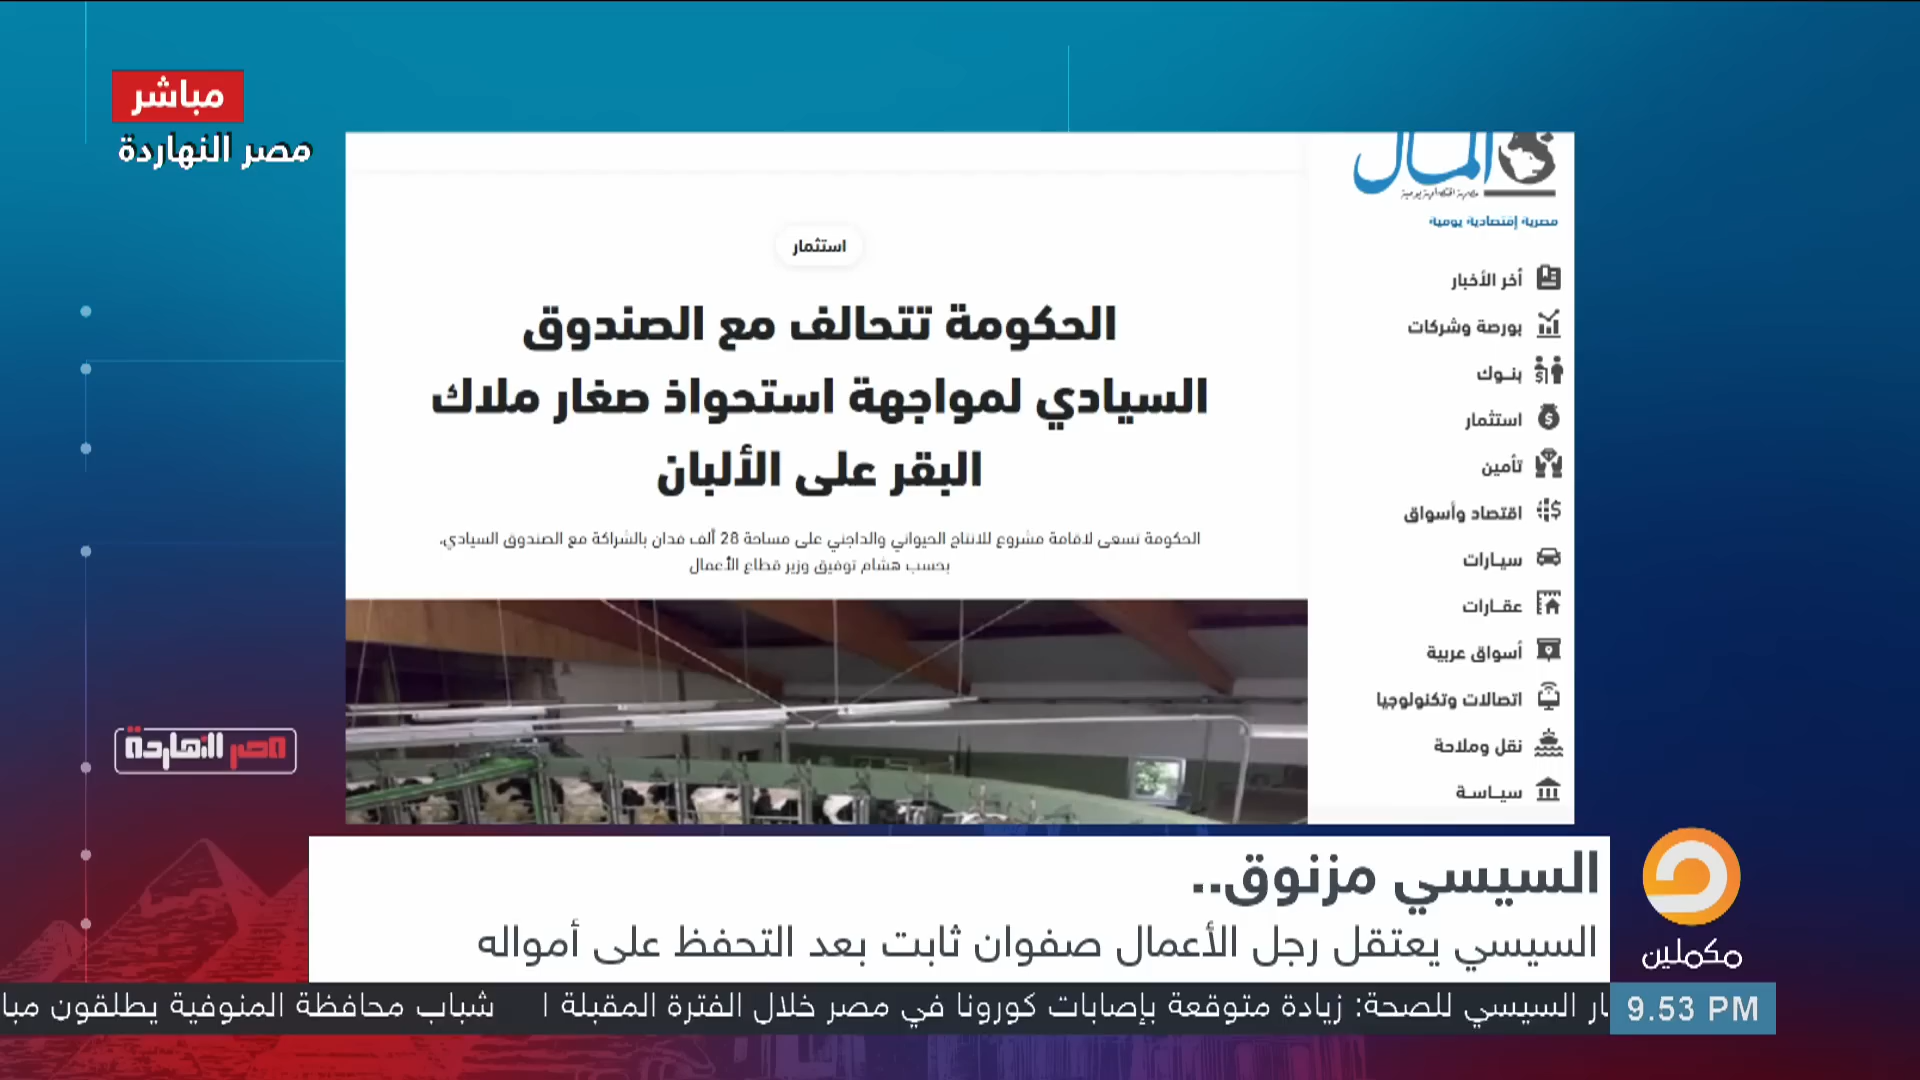 مباشر
مصر النهاردة
المال
مصرية إقتصادية يومية
استثمار
الحكومة تتحالف مع الصندوق
السيادي لمواجهة استحواذ صغار ملاك
البقر على الألبان
الحكومة تسعى لاقامة مشروع للانتاج الحيواني والداجني على مساحة 28 ألف فدان بالشراكة مع الصندوق السيادي،
بحسب هشام توفيق وزير قطاع الأعمال
أخر الأخبار
بورصة وشركات
بنـوك
استثمار
تأمين
اقتصاد وأسواق
سيـارات
عقـارات
أسواق عربية
اتصالات وتكنولوجيا
نقل وملاحة
سيـاسـة
مصر النهاردة
السيسي مزنوق..
السيسي يعتقل رجل الأعمال صفوان ثابت بعد التحفظ على أمواله
مكملين
ار السيسي للصحة: زيادة متوقعة بإصابات كورونا في مصر خلال الفترة المقبلة ا شباب محافظة المنوفية يطلقون مبا
9.53 PM